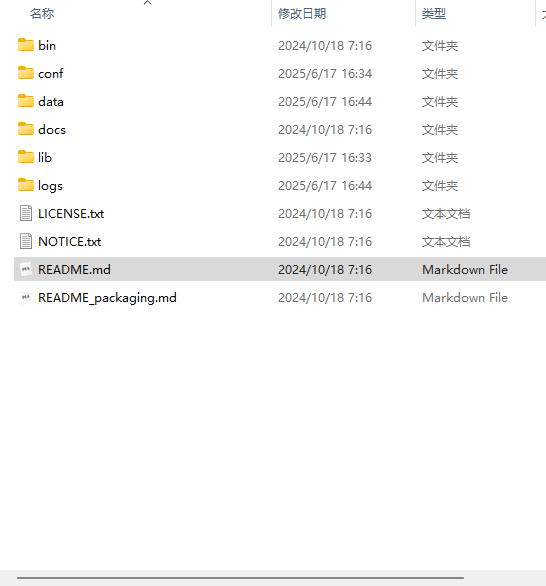 名称 修改日期 类型
bin 2024/10/18 7:16 文件夹
conf 2025/6/17 16:34 文件夹
data 2025/6/17 16:44 文件夹
docs 2024/10/18 7:16 文件夹
lib 2025/6/17 16:33 文件夹
logs 2025/6/17 16:44 文件夹
LICENSE.txt 2024/10/18 7:16 文本文档
NOTICE.txt 2024/10/18 7:16 文本文档
README.md 2024/10/18 7:16 Markdown File
README_packaging.md 2024/10/18 7:16 Markdown File